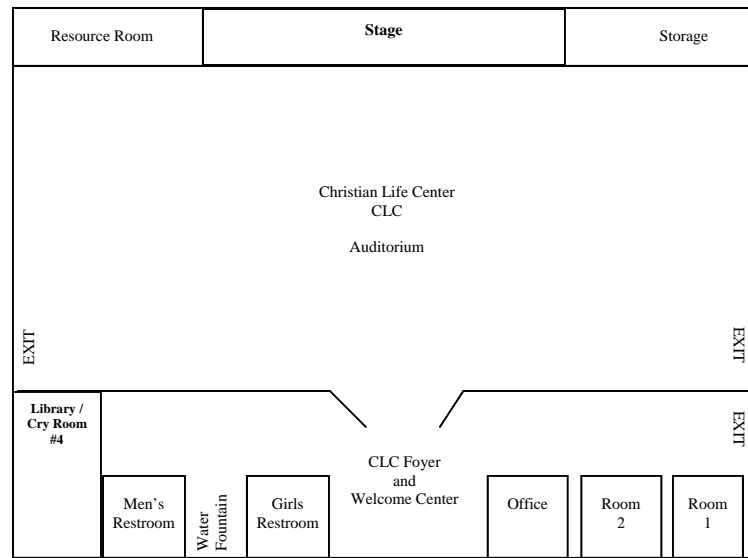 Resource Room
Stage
Storage
Christian Life Center
CLC
Auditorium
EXIT
EXIT
Library /
Cry Room
#4
EXIT
CLC Foyer
and
Welcome Center
Men’s
Restroom
Water
Fountain
Girls
Restroom
Office
Room
2
Room
1